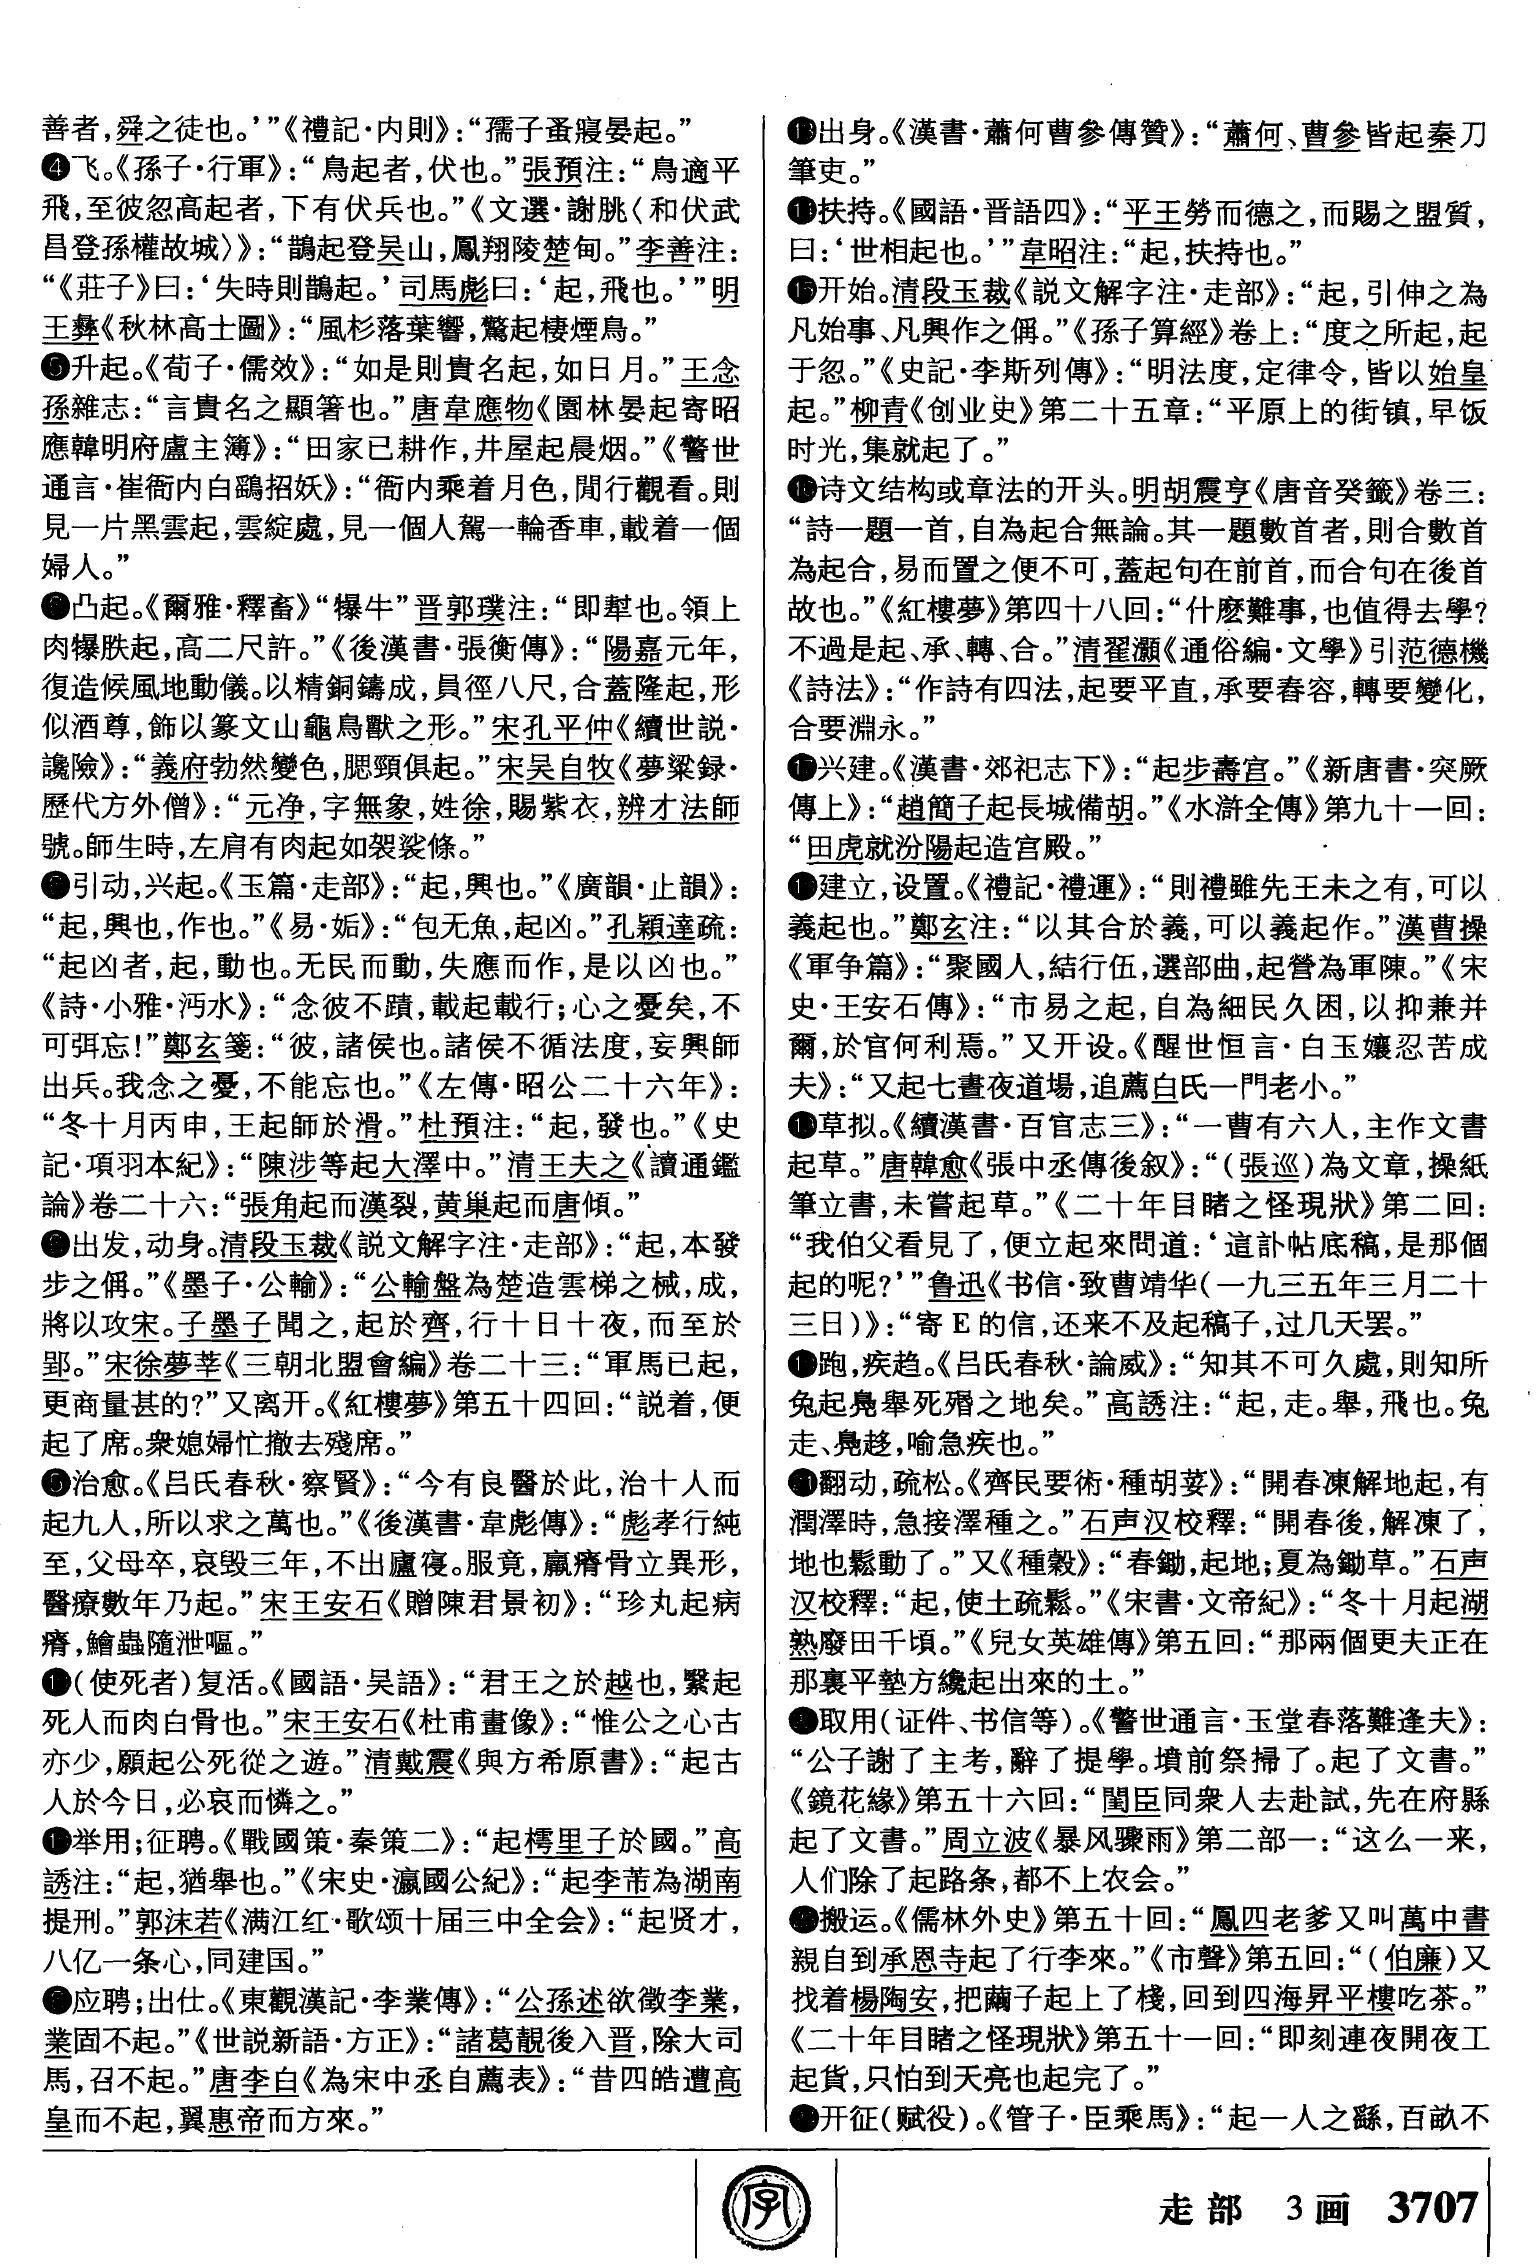 善者，舜之徒也。’”《禮記·内則》：“孺子蚤寢晏起。”
❹飞。《孫子·行軍》：“鳥起者，伏也。”張預注：“鳥適平
飛，至彼忽高起者，下有伏兵也。”《文選·謝朓〈和伏武
昌登孫權故城〉》：“鵲起登吴山，鳳翔陵楚甸。”李善注：
“《莊子》曰：‘失時則鵲起。’司馬彪曰：‘起，飛也。’”明
王彝《秋林高士圖》：“風杉落葉響，驚起棲煙鳥。”
❺升起。《荀子·儒效》：“如是則貴名起，如日月。”王念
孫雜志：“言貴名之顯箸也。”唐韋應物《園林晏起寄昭
應韓明府盧主簿》：“田家已耕作，井屋起晨烟。”《警世
通言·崔衙内白鷂招妖》：“衙内乘着月色，閒行觀看。則
見一片黑雲起，雲綻處，見一個人駕一輪香車，載着一個
婦人。”
❻凸起。《爾雅·釋畜》“犦牛”晋郭璞注：“即犎也。領上
肉犦胅起，高二尺許。”《後漢書·張衡傳》：“陽嘉元年，
復造候風地動儀。以精銅鑄成，員徑八尺，合蓋隆起，形
似酒尊，飾以篆文山龜鳥獸之形。”宋孔平仲《續世説·
讒險》：“義府勃然變色，腮頸俱起。”宋吴自牧《夢粱録·
歷代方外僧》：“元净，字無象，姓徐，賜紫衣，辨才法師
號。師生時，左肩有肉起如袈裟條。”
❼引动，兴起。《玉篇·走部》：“起，興也。”《廣韻·止韻》：
“起，興也，作也。”《易·姤》：“包无魚，起凶。”孔穎達疏：
“起凶者，起，動也。无民而動，失應而作，是以凶也。”
《詩·小雅·沔水》：“念彼不蹟，載起載行；心之憂矣，不
可弭忘！”鄭玄箋：“彼，諸侯也。諸侯不循法度，妄興師
出兵。我念之憂，不能忘也。”《左傳·昭公二十六年》：
“冬十月丙申，王起師於滑。”杜預注：“起，發也。”《史
記·項羽本紀》：“陳涉等起大澤中。”清王夫之《讀通鑑
論》卷二十六：“張角起而漢裂，黄巢起而唐傾。”
❽出发，动身。清段玉裁《説文解字注·走部》：“起，本發
步之偁。”《墨子·公輸》：“公輸盤為楚造雲梯之械，成，
將以攻宋。子墨子聞之，起於齊，行十日十夜，而至於
郢。”宋徐夢莘《三朝北盟會編》卷二十三：“軍馬已起，
更商量甚的？”又离开。《紅樓夢》第五十四回：“説着，便
起了席。衆媳婦忙撤去殘席。”
❾治愈。《吕氏春秋·察賢》：“今有良醫於此，治十人而
起九人，所以求之萬也。”《後漢書·韋彪傳》：“彪孝行純
至，父母卒，哀毁三年，不出廬寑。服竟，羸瘠骨立異形，
醫療數年乃起。”宋王安石《贈陳君景初》：“珍丸起病
瘠，鱠蟲隨泄嘔。”
❿（使死者）复活。《國語·吴語》：“君王之於越也，繄起
死人而肉白骨也。”宋王安石《杜甫畫像》：“惟公之心古
亦少，願起公死從之遊。”清戴震《與方希原書》：“起古
人於今日，必哀而憐之。”
⓫举用；征聘。《戰國策·秦策二》：“起樗里子於國。”高
誘注：“起，猶舉也。”《宋史·瀛國公紀》：“起李芾為湖南
提刑。”郭沫若《满江红·歌颂十届三中全会》：“起贤才，
八亿一条心，同建国。”
⓬应聘；出仕。《東觀漢記·李業傳》：“公孫述欲徵李業，
業固不起。”《世説新語·方正》：“諸葛靚後入晋，除大司
馬，召不起。”唐李白《為宋中丞自薦表》：“昔四皓遭高
皇而不起，翼惠帝而方來。”
⓭出身。《漢書·蕭何曹參傳贊》：“蕭何、曹參皆起秦刀
筆吏。”
⓮扶持。《國語·晋語四》：“平王勞而德之，而賜之盟質，
曰：‘世相起也。’”韋昭注：“起，扶持也。”
⓯开始。清段玉裁《説文解字注·走部》：“起，引伸之為
凡始事、凡興作之偁。”《孫子算經》卷上：“度之所起，起
于忽。”《史記·李斯列傳》：“明法度，定律令，皆以始皇
起。”柳青《创业史》第二十五章：“平原上的街镇，早饭
时光，集就起了。”
⓰诗文结构或章法的开头。明胡震亨《唐音癸籤》卷三：
“詩一題一首，自為起合無論。其一題數首者，則合數首
為起合，易而置之便不可，蓋起句在前首，而合句在後首
故也。”《紅樓夢》第四十八回：“什麽難事，也值得去學？
不過是起、承、轉、合。”清翟灝《通俗編·文學》引范德機
《詩法》：“作詩有四法，起要平直，承要舂容，轉要變化，
合要淵永。”
⓱兴建。《漢書·郊祀志下》：“起步壽宫。”《新唐書·突厥
傳上》：“趙簡子起長城備胡。”《水滸全傳》第九十一回：
“田虎就汾陽起造宫殿。”
⓲建立，设置。《禮記·禮運》：“則禮雖先王未之有，可以
義起也。”鄭玄注：“以其合於義，可以義起作。”漢曹操
《軍争篇》：“聚國人，結行伍，選部曲，起營為軍陳。”《宋
史·王安石傳》：“市易之起，自為細民久困，以抑兼并
爾，於官何利焉。”又开设。《醒世恒言·白玉孃忍苦成
夫》：“又起七晝夜道場，追薦白氏一門老小。”
⓳草拟。《續漢書·百官志三》：“一曹有六人，主作文書
起草。”唐韓愈《張中丞傳後叙》：“（張巡）為文章，操紙
筆立書，未嘗起草。”《二十年目睹之怪現狀》第二回：
“我伯父看見了，便立起來問道：‘這訃帖底稿，是那個
起的呢？’”鲁迅《书信·致曹靖华（一九三五年三月二十
三日）》：“寄E的信，还来不及起稿子，过几天罢。”
⓴跑，疾趋。《吕氏春秋·論威》：“知其不可久處，則知所
兔起鳧舉死殙之地矣。”高誘注：“起，走。舉，飛也。兔
走、鳧趍，喻急疾也。”
㉑翻动，疏松。《齊民要術·種胡荽》：“開春凍解地起，有
潤澤時，急接澤種之。”石声汉校釋：“開春後，解凍了，
地也鬆動了。”又《種榖》：“春鋤，起地；夏為鋤草。”石声
汉校釋：“起，使土疏鬆。”《宋書·文帝紀》：“冬十月起湖
熟廢田千頃。”《兒女英雄傳》第五回：“那兩個更夫正在
那裏平墊方纔起出來的土。”
㉒取用（证件、书信等）。《警世通言·玉堂春落難逢夫》：
“公子謝了主考，辭了提學。墳前祭掃了。起了文書。”
《鏡花緣》第五十六回：“閨臣同衆人去赴試，先在府縣
起了文書。”周立波《暴风骤雨》第二部一：“这么一来，
人们除了起路条，都不上农会。”
㉓搬运。《儒林外史》第五十回：“鳳四老爹又叫萬中書
親自到承恩寺起了行李來。”《市聲》第五回：“（伯廉）又
找着楊陶安，把繭子起上了棧，回到四海昇平樓吃茶。”
《二十年目睹之怪現狀》第五十一回：“即刻連夜開夜工
起貨，只怕到天亮也起完了。”
㉔开征（赋役）。《管子·臣乘馬》：“起一人之繇，百畝不
字
走部 3画 3707